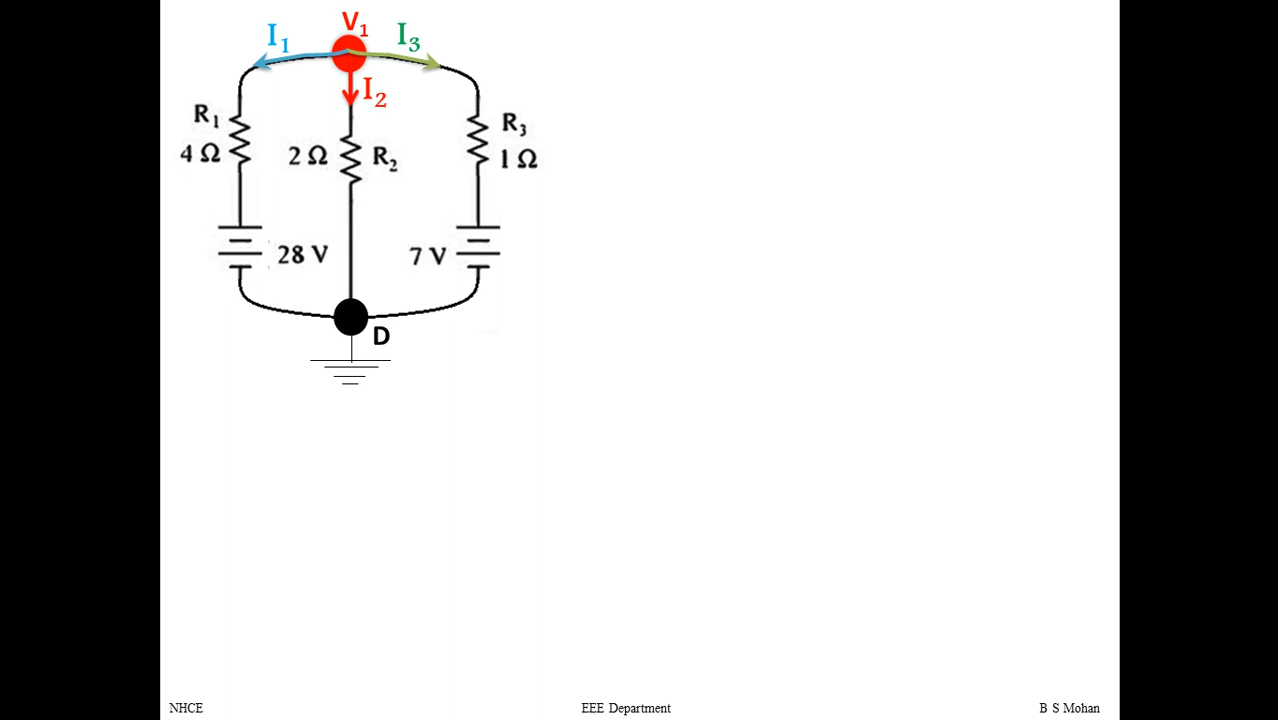 V₁
I₁
I₃
I₂
R₁
4 Ω
2 Ω
R₂
R₃
1 Ω
28 V
7 V
D
NHCE
EEE Department
B S Mohan